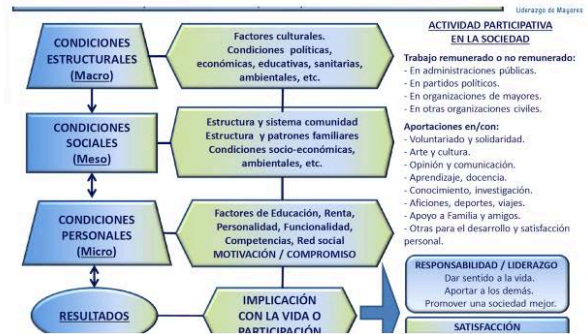 Liderazgo de Mayores
CONDICIONES
ESTRUCTURALES
(Macro)
Factores culturales.
Condiciones políticas,
económicas, educativas, sanitarias,
ambientales, etc.
CONDICIONES
SOCIALES
(Meso)
Estructura y sistema comunidad
Estructura y patrones familiares
Condiciones socio-económicas,
ambientales, etc.
CONDICIONES
PERSONALES
(Micro)
Factores de Educación, Renta,
Personalidad, Funcionalidad,
Competencias, Red social
MOTIVACIÓN / COMPROMISO
RESULTADOS
IMPLICACIÓN
CON LA VIDA O
PARTICIPACIÓN
ACTIVIDAD PARTICIPATIVA
EN LA SOCIEDAD
Trabajo remunerado o no remunerado:
- En administraciones públicas.
- En partidos políticos.
- En organizaciones de mayores.
- En otras organizaciones civiles.
Aportaciones en/con:
- Voluntariado y solidaridad.
- Arte y cultura.
- Opinión y comunicación.
- Aprendizaje, docencia.
- Conocimiento, investigación.
- Aficiones, deportes, viajes.
- Apoyo a Familia y amigos.
- Otras para el desarrollo y satisfacción
personal.
RESPONSABILIDAD / LIDERAZGO
Dar sentido a la vida.
Aportar a los demás.
Promover una sociedad mejor.
SATISFACCIÓN